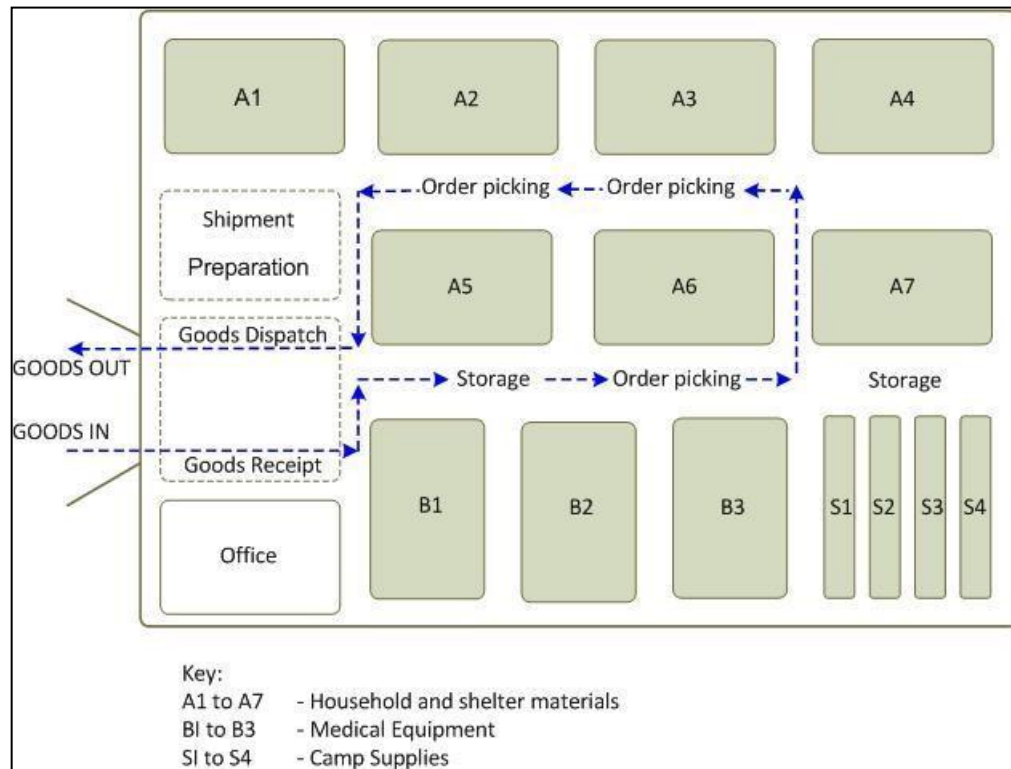 A1
A2
A3
A4
Order picking
Order picking
Shipment
Preparation
A5
A6
A7
Goods Dispatch
GOODS OUT
Storage
Order picking
Storage
GOODS IN
Goods Receipt
B1
B2
B3
S1
S2
S3
S4
Office
Key:
A1 to A7 - Household and shelter materials
BI to B3 - Medical Equipment
SI to S4 - Camp Supplies